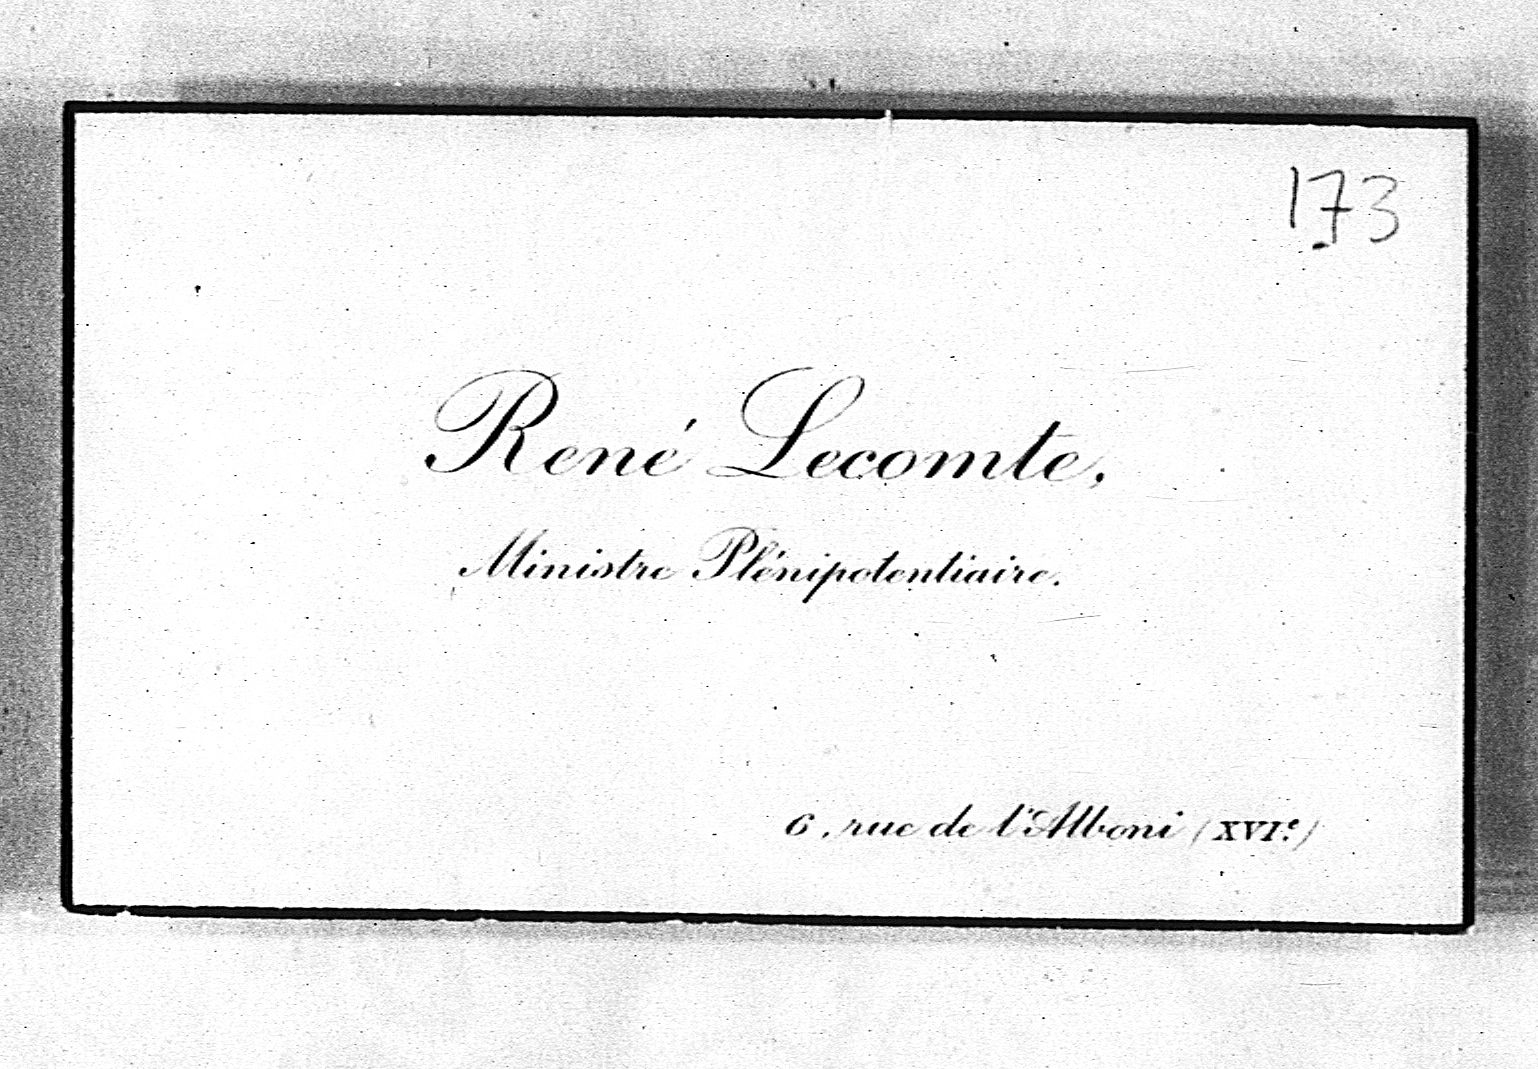 173
René Lecomte,
Ministre Plénipotentiaire.
6, rue de l'Alboni (XVIe.)